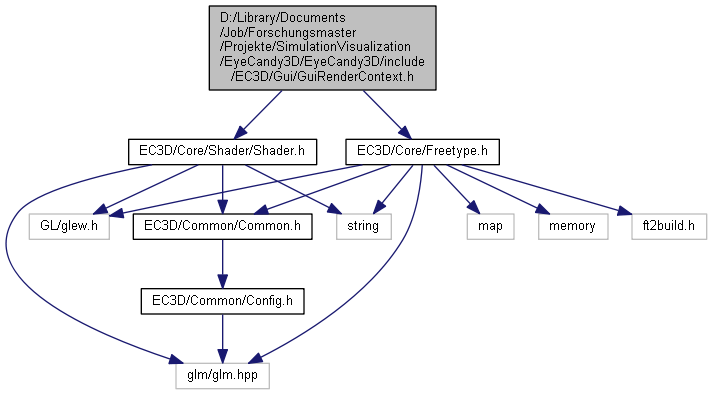 D:/Library/Documents
/Job/Forschungsmaster
/Projekte/SimulationVisualization
/EyeCandy3D/EyeCandy3D/include
/EC3D/Gui/GuiRenderContext.h
EC3D/Core/Shader/Shader.h
EC3D/Core/Freetype.h
GL/glew.h
EC3D/Common/Common.h
string
map
memory
ft2build.h
EC3D/Common/Config.h
glm/glm.hpp